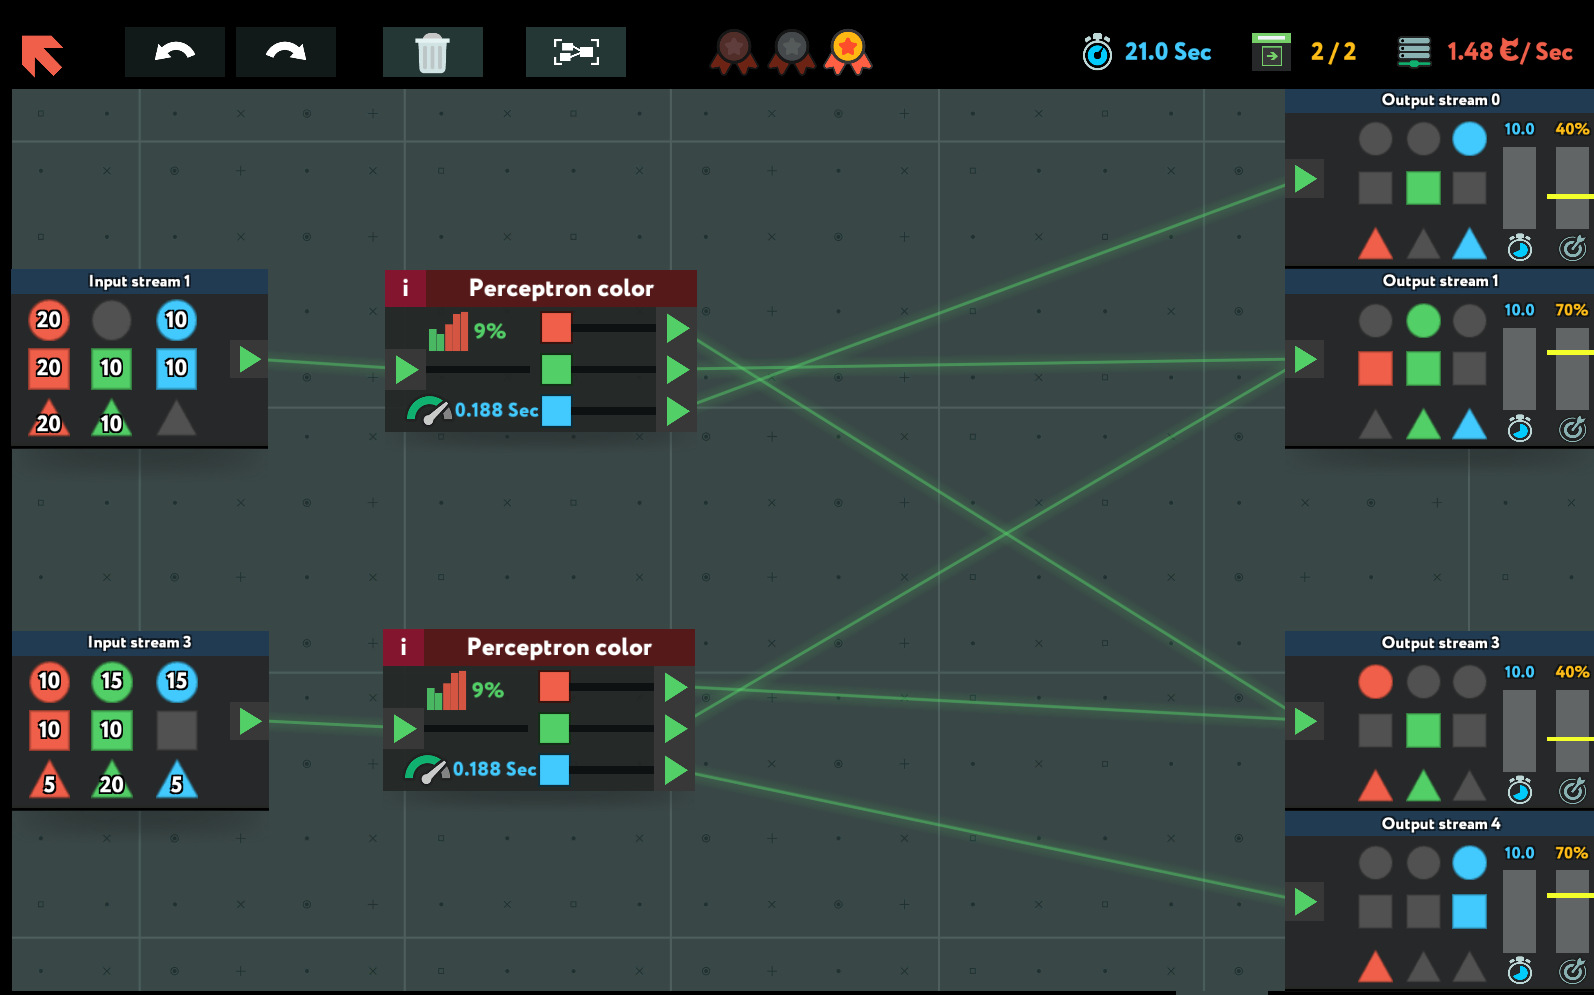 21.0 Sec
2 / 2
1.48 €/ Sec
Output stream 0
10.0 40%
Input stream 1
20 10
20 10 10
20 10
i Perceptron color
9%
0.188 Sec
Output stream 1
10.0 70%
Input stream 3
10 15 15
10 10
5 20 5
i Perceptron color
9%
0.188 Sec
Output stream 3
10.0 40%
Output stream 4
10.0 70%